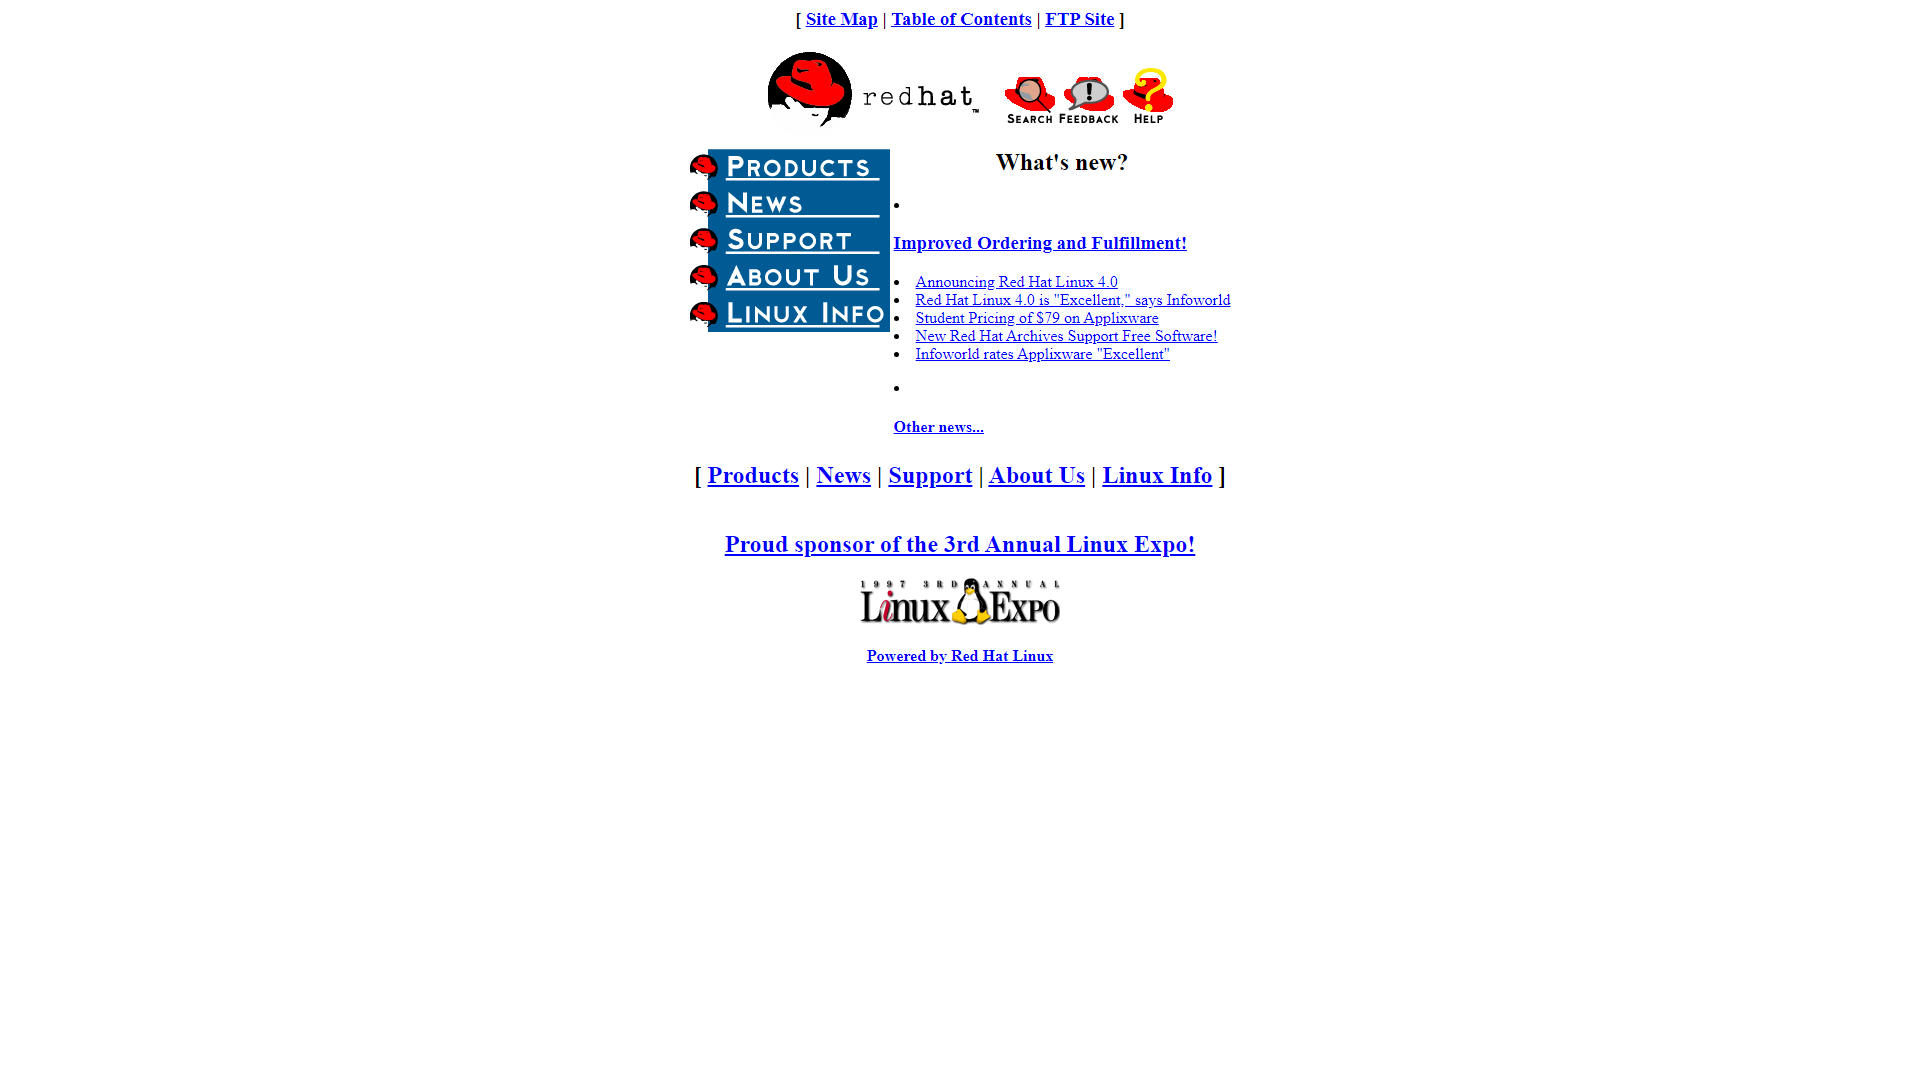 [ Site Map | Table of Contents | FTP Site ]
redhat™
SEARCH FEEDBACK HELP
PRODUCTS
NEWS
SUPPORT
ABOUT US
LINUX INFO
What's new?
Improved Ordering and Fulfillment!
Announcing Red Hat Linux 4.0
Red Hat Linux 4.0 is "Excellent," says Infoworld
Student Pricing of $79 on Applixware
New Red Hat Archives Support Free Software!
Infoworld rates Applixware "Excellent"
Other news...
[ Products | News | Support | About Us | Linux Info ]
Proud sponsor of the 3rd Annual Linux Expo!
1997 3RD ANNUAL
LINUX EXPO
Powered by Red Hat Linux